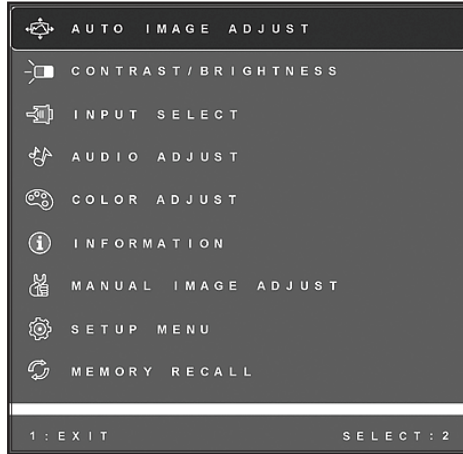 AUTO IMAGE ADJUST
CONTRAST/BRIGHTNESS
INPUT SELECT
AUDIO ADJUST
COLOR ADJUST
INFORMATION
MANUAL IMAGE ADJUST
SETUP MENU
MEMORY RECALL
1:EXIT SELECT:2